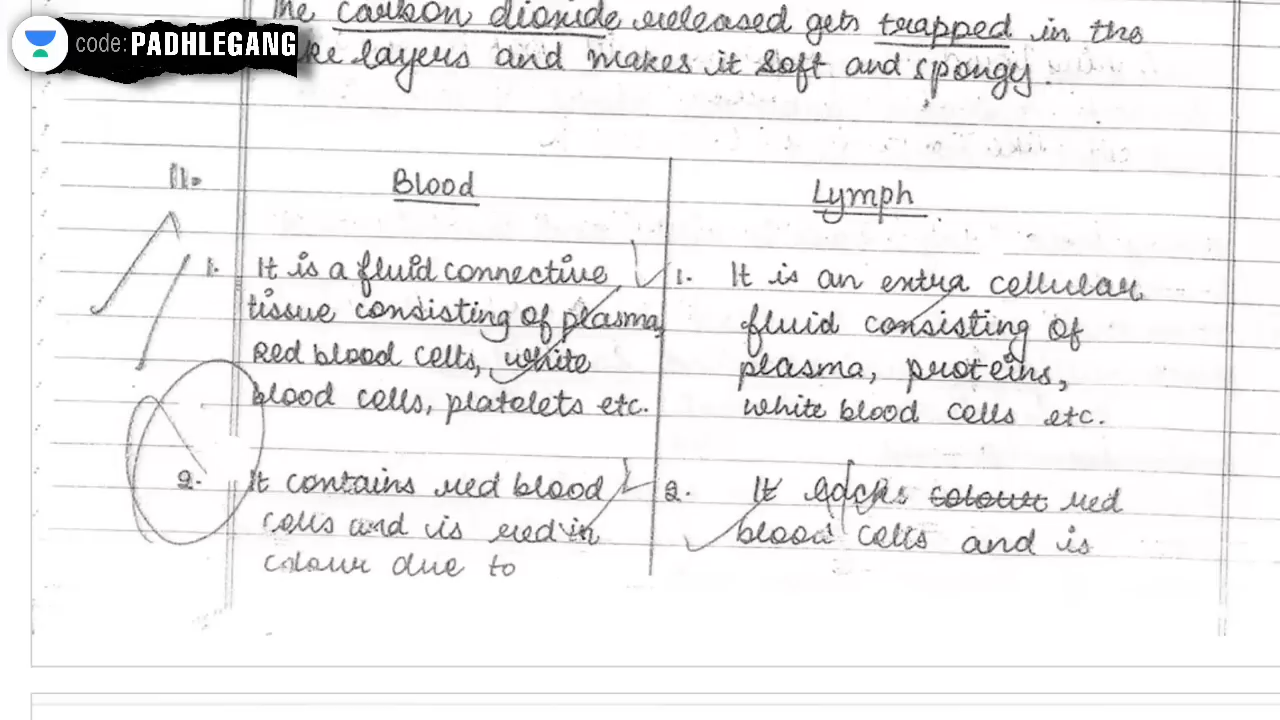 code: PADHLEGANG
The carbon dioxide released gets trapped in the
layers and makes it soft and spongy.
11.
Blood
Lymph
1. It is a fluid connective
tissue consisting of plasma,
red blood cells, white
blood cells, platelets etc.
1. It is an extra cellular
fluid consisting of
plasma, proteins,
white blood cells etc.
2. It contains red blood
cells and is red in
colour due to
2. It lacks colour red
blood cells and is